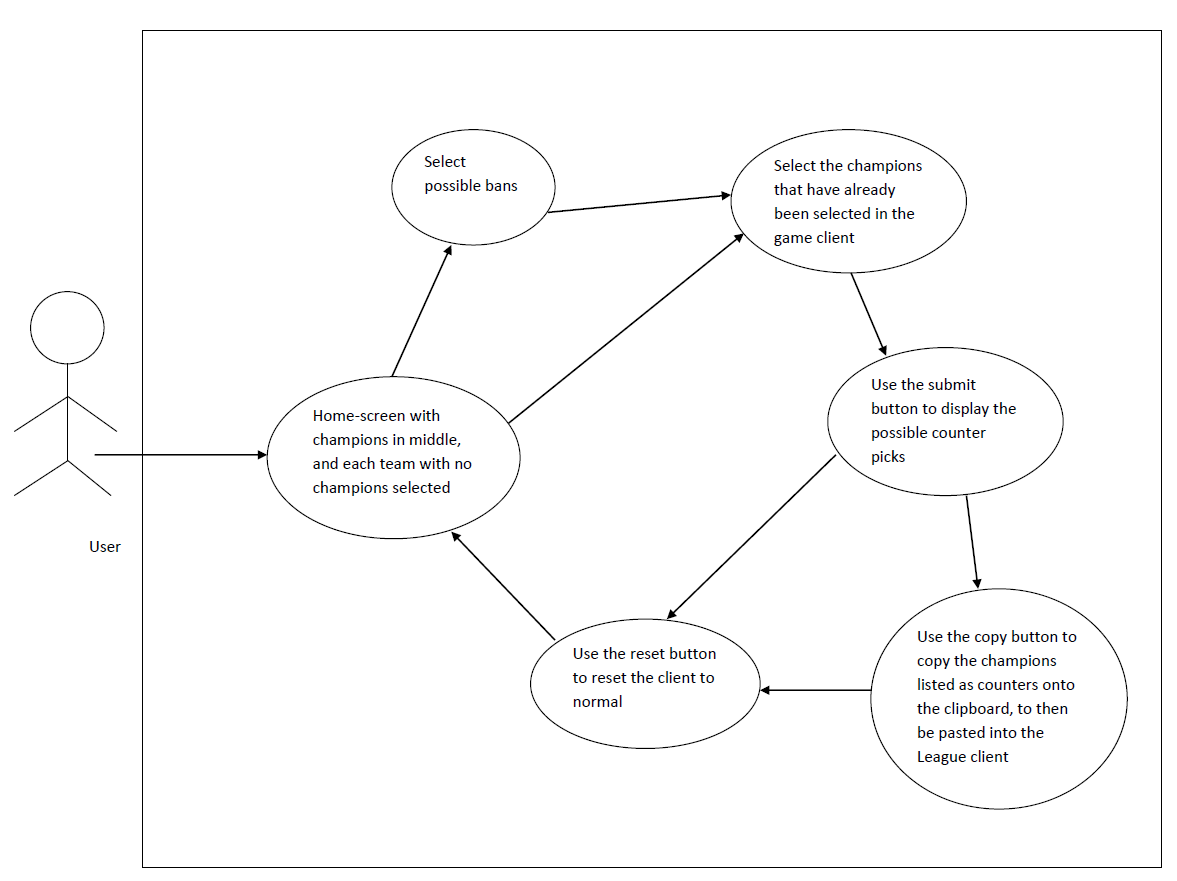 Select
possible bans
Select the champions
that have already
been selected in the
game client
Use the submit
button to display the
possible counter
picks
Home-screen with
champions in middle,
and each team with no
champions selected
User
Use the reset button
to reset the client to
normal
Use the copy button to
copy the champions
listed as counters onto
the clipboard, to then
be pasted into the
League client